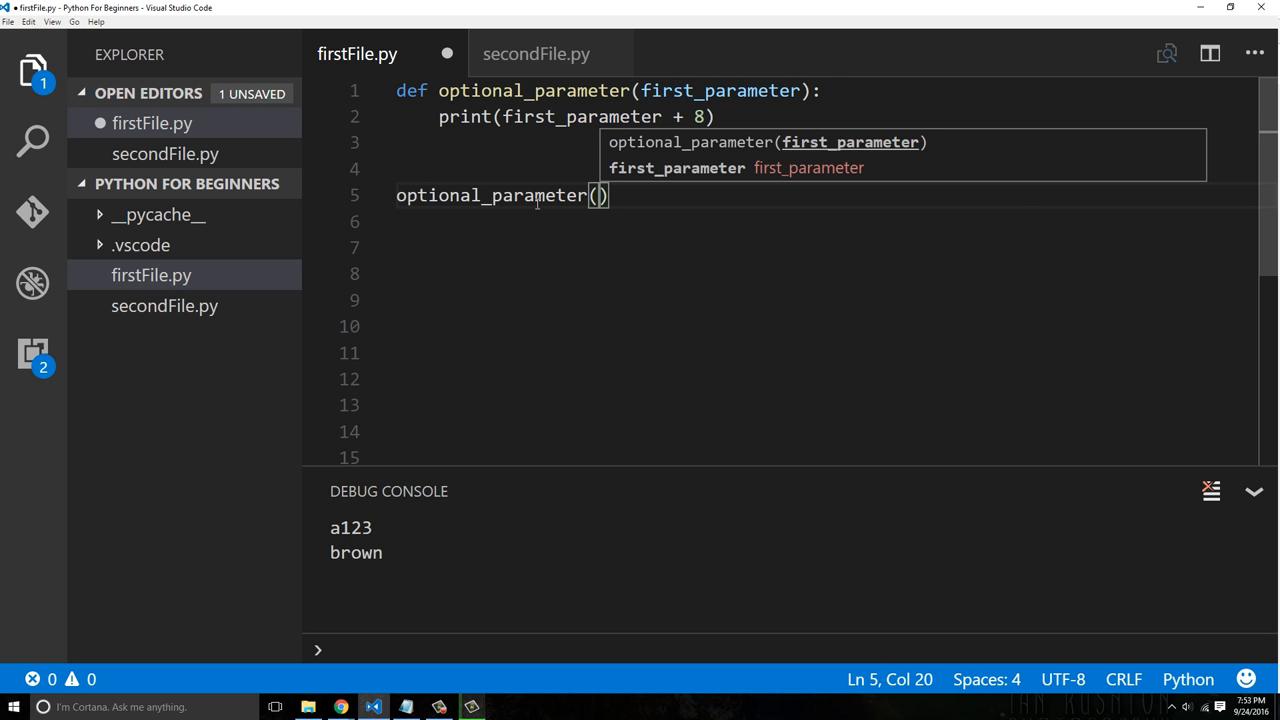 ● firstFile.py - Python For Beginners - Visual Studio Code
File Edit View Go Help
EXPLORER
firstFile.py
secondFile.py
OPEN EDITORS 1 UNSAVED
firstFile.py
secondFile.py
PYTHON FOR BEGINNERS
__pycache__
.vscode
firstFile.py
secondFile.py
1
2
1 def optional_parameter(first_parameter):
2 print(first_parameter + 8)
3
optional_parameter(first_parameter)
4
first_parameter first_parameter
5 optional_parameter()
6
7
8
9
10
11
12
13
14
15
DEBUG CONSOLE
a123
brown
0 0
Ln 5, Col 20 Spaces: 4 UTF-8 CRLF Python
I'm Cortana. Ask me anything.
7:53 PM
9/24/2016